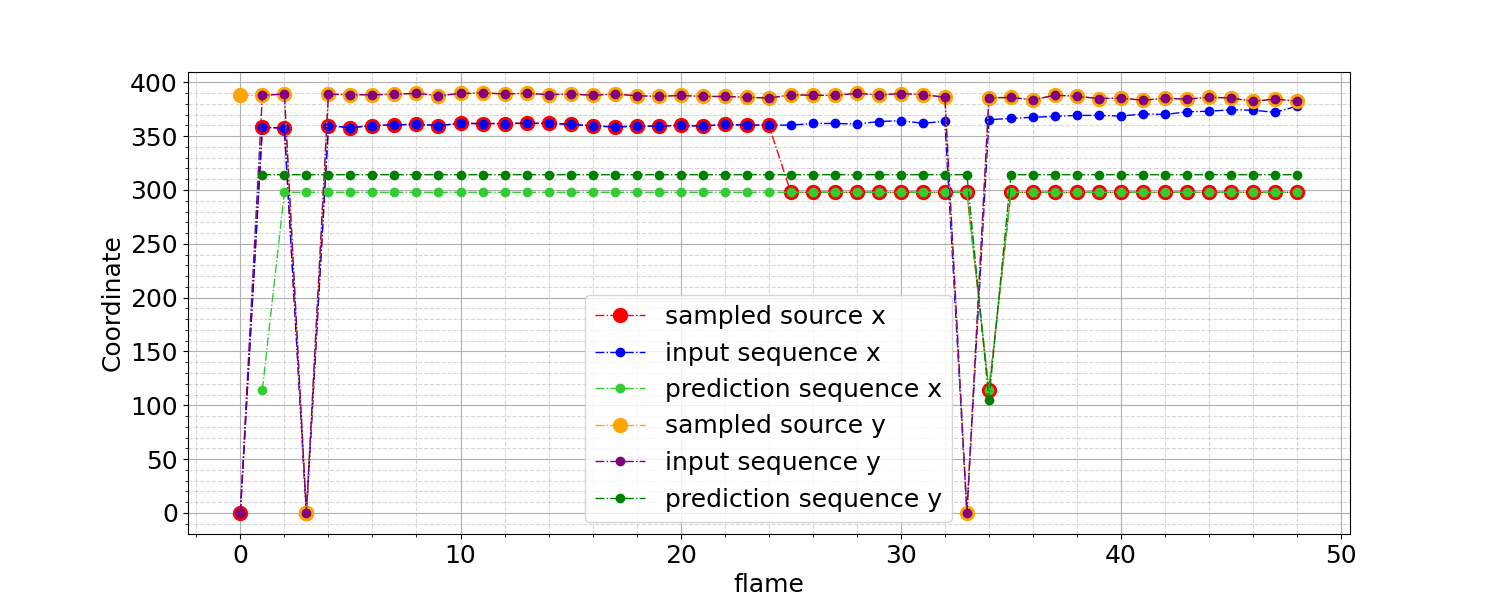 400
350
300
250
200
150
100
50
0
Coordinate
sampled source x
input sequence x
prediction sequence x
sampled source y
input sequence y
prediction sequence y
0 10 20 30 40 50
flame